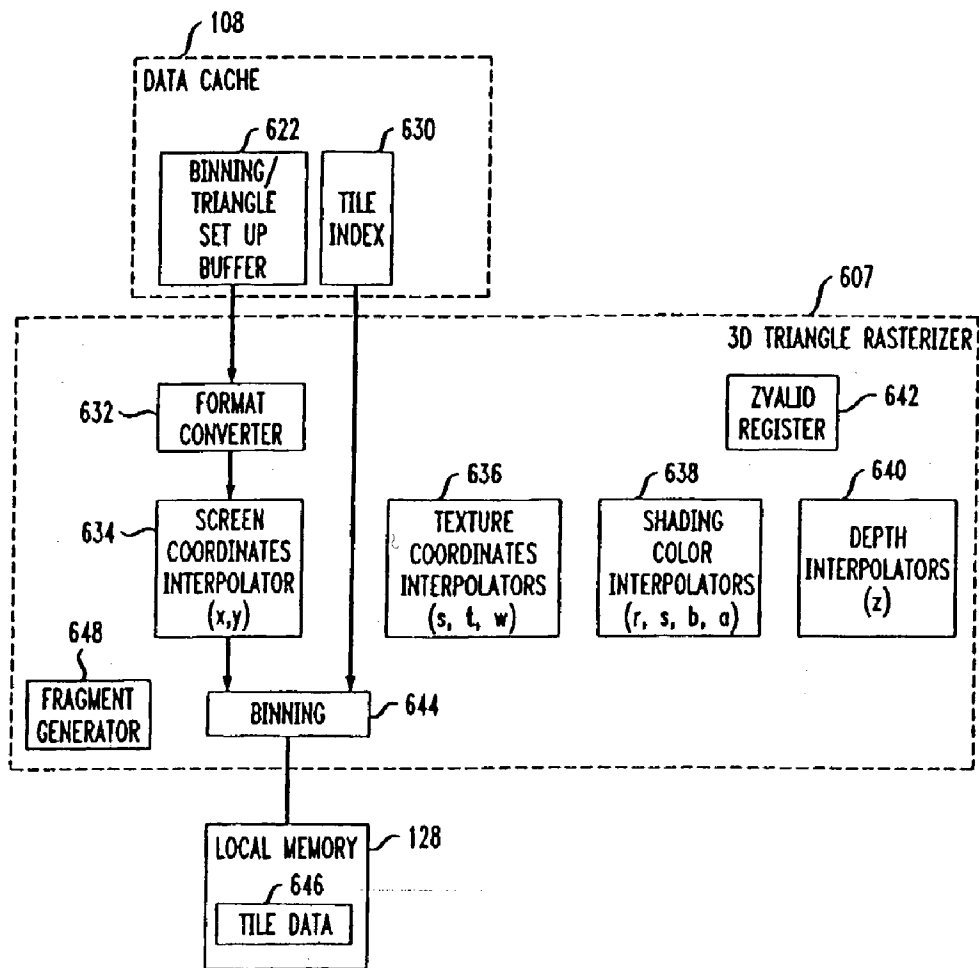 108
DATA CACHE
622
630
BINNING/
TRIANGLE
SET UP
BUFFER
TILE
INDEX
607
3D TRIANGLE RASTERIZER
632
FORMAT
CONVERTER
ZVALID
REGISTER
642
634
SCREEN
COORDINATES
INTERPOLATOR
(x,y)
636
TEXTURE
COORDINATES
INTERPOLATORS
(s, t, w)
638
SHADING
COLOR
INTERPOLATORS
(r, s, b, a)
640
DEPTH
INTERPOLATORS
(z)
648
FRAGMENT
GENERATOR
BINNING
644
LOCAL MEMORY
128
646
TILE DATA